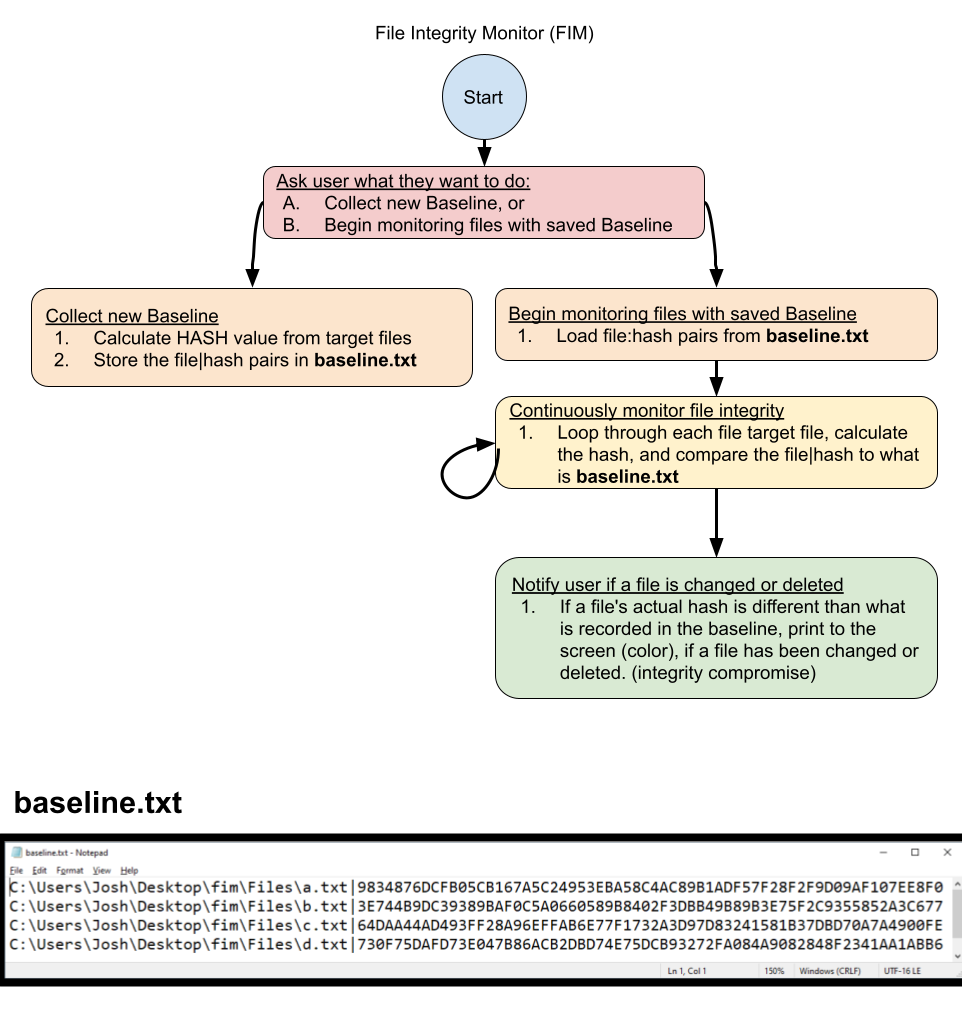 File Integrity Monitor (FIM)
Start
Ask user what they want to do:
A. Collect new Baseline, or
B. Begin monitoring files with saved Baseline
Collect new Baseline
1. Calculate HASH value from target files
2. Store the file|hash pairs in baseline.txt
Begin monitoring files with saved Baseline
1. Load file:hash pairs from baseline.txt
Continuously monitor file integrity
1. Loop through each file target file, calculate
the hash, and compare the file|hash to what
is baseline.txt
Notify user if a file is changed or deleted
1. If a file's actual hash is different than what
is recorded in the baseline, print to the
screen (color), if a file has been changed or
deleted. (integrity compromise)
baseline.txt
baseline.txt - Notepad
File Edit Format View Help
C:\Users\Josh\Desktop\fim\Files\a.txt|9834876DCFB05CB167A5C24953EBA58C4AC89B1ADF57F28F2F9D09AF107EE8F0
C:\Users\Josh\Desktop\fim\Files\b.txt|3E744B9DC39389BAF0C5A0660589B8402F3DBB49B89B3E75F2C9355852A3C677
C:\Users\Josh\Desktop\fim\Files\c.txt|64DAA44AD493FF28A96EFFAB6E77F1732A3D97D83241581B37DBD70A7A4900FE
C:\Users\Josh\Desktop\fim\Files\d.txt|730F75DAFD73E047B86ACB2DBD74E75DCB93272FA084A9082848F2341AA1ABB6
Ln 1, Col 1 150% Windows (CRLF) UTF-16 LE